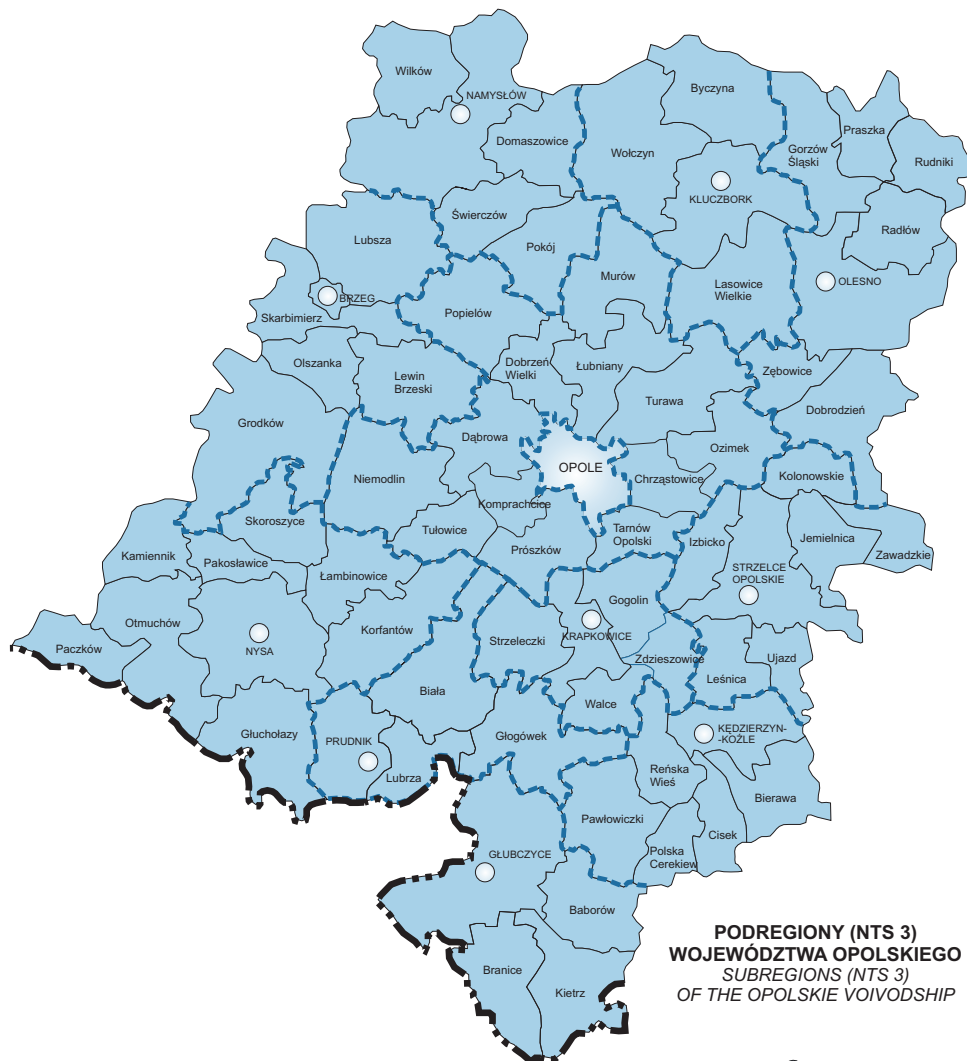 Wilków
NAMYSŁÓW
Byczyna
Praszka
Domaszowice
Wołczyn
Gorzów
Śląski
Rudniki
KLUCZBORK
Świerczów
Radłów
Lubsza
Pokój
Murów
Lasowice
Wielkie
OLESNO
BRZEG
Skarbimierz
Popielów
Olszanka
Lewin
Brzeski
Dobrzeń
Wielki
Łubniany
Zębowice
Turawa
Dobrodzień
Grodków
Dąbrowa
Ozimek
OPOLE
Niemodlin
Chrząstowice
Kolonowskie
Komprachcice
Skoroszyce
Tułowice
Tarnów
Opolski
Izbicko
Jemielnica
Kamiennik
Pakosławice
Prószków
Zawadzkie
STRZELCE
OPOLSKIE
Łambinowice
Gogolin
Otmuchów
Korfantów
Strzeleczki
KRAPKOWICE
Paczków
NYSA
Zdzieszowice
Ujazd
Leśnica
Biała
Walce
Głuchołazy
PRUDNIK
Głogówek
KĘDZIERZYN-
-KOŹLE
Lubrza
Reńska
Wieś
Bierawa
Pawłowiczki
Cisek
Polska
Cerekiew
GŁUBCZYCE
Baborów
Branice
Kietrz
PODREGIONY (NTS 3)
WOJEWÓDZTWA OPOLSKIEGO
SUBREGIONS (NTS 3)
OF THE OPOLSKIE VOIVODSHIP